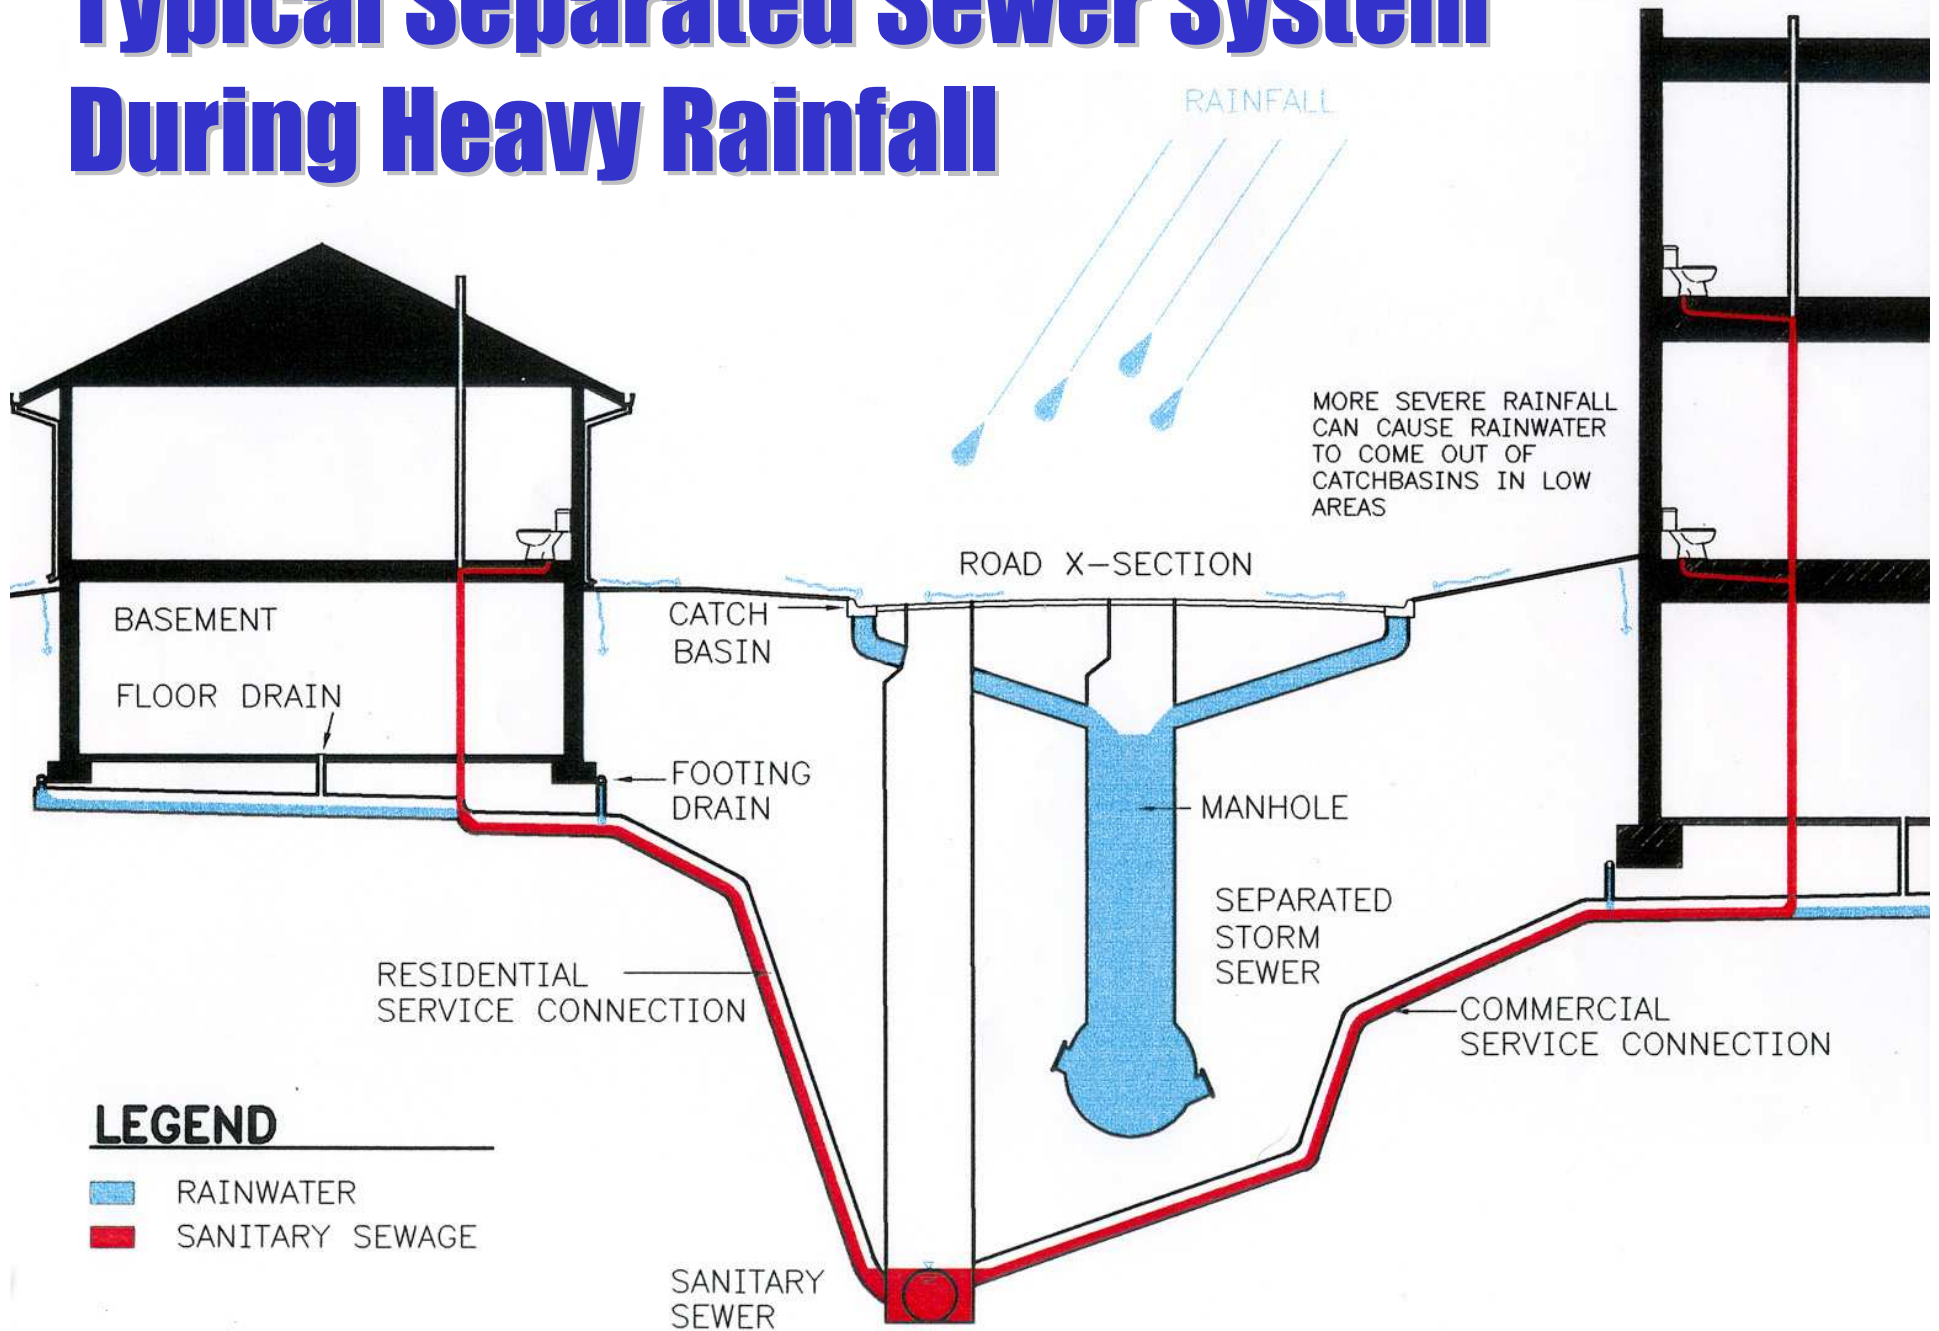 Typical Separated Sewer System
During Heavy Rainfall
RAINFALL
MORE SEVERE RAINFALL
CAN CAUSE RAINWATER
TO COME OUT OF
CATCHBASINS IN LOW
AREAS
ROAD X-SECTION
BASEMENT
CATCH
BASIN
FLOOR DRAIN
FOOTING
DRAIN
MANHOLE
SEPARATED
STORM
SEWER
RESIDENTIAL
SERVICE CONNECTION
COMMERCIAL
SERVICE CONNECTION
LEGEND
RAINWATER
SANITARY SEWAGE
SANITARY
SEWER